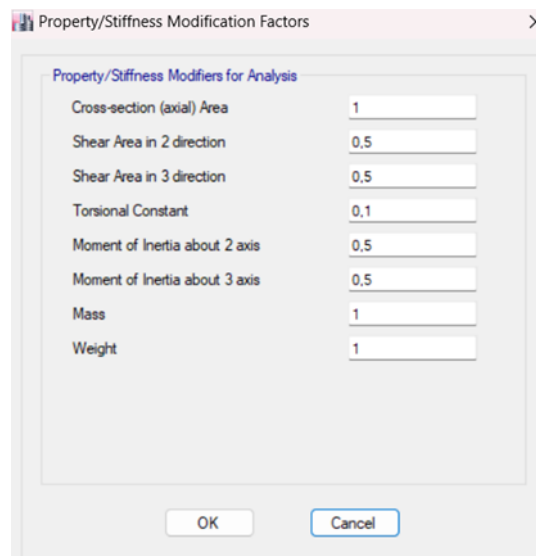 Property/Stiffness Modification Factors
Property/Stiffness Modifiers for Analysis
Cross-section (axial) Area 1
Shear Area in 2 direction 0,5
Shear Area in 3 direction 0,5
Torsional Constant 0,1
Moment of Inertia about 2 axis 0,5
Moment of Inertia about 3 axis 0,5
Mass 1
Weight 1
OK Cancel